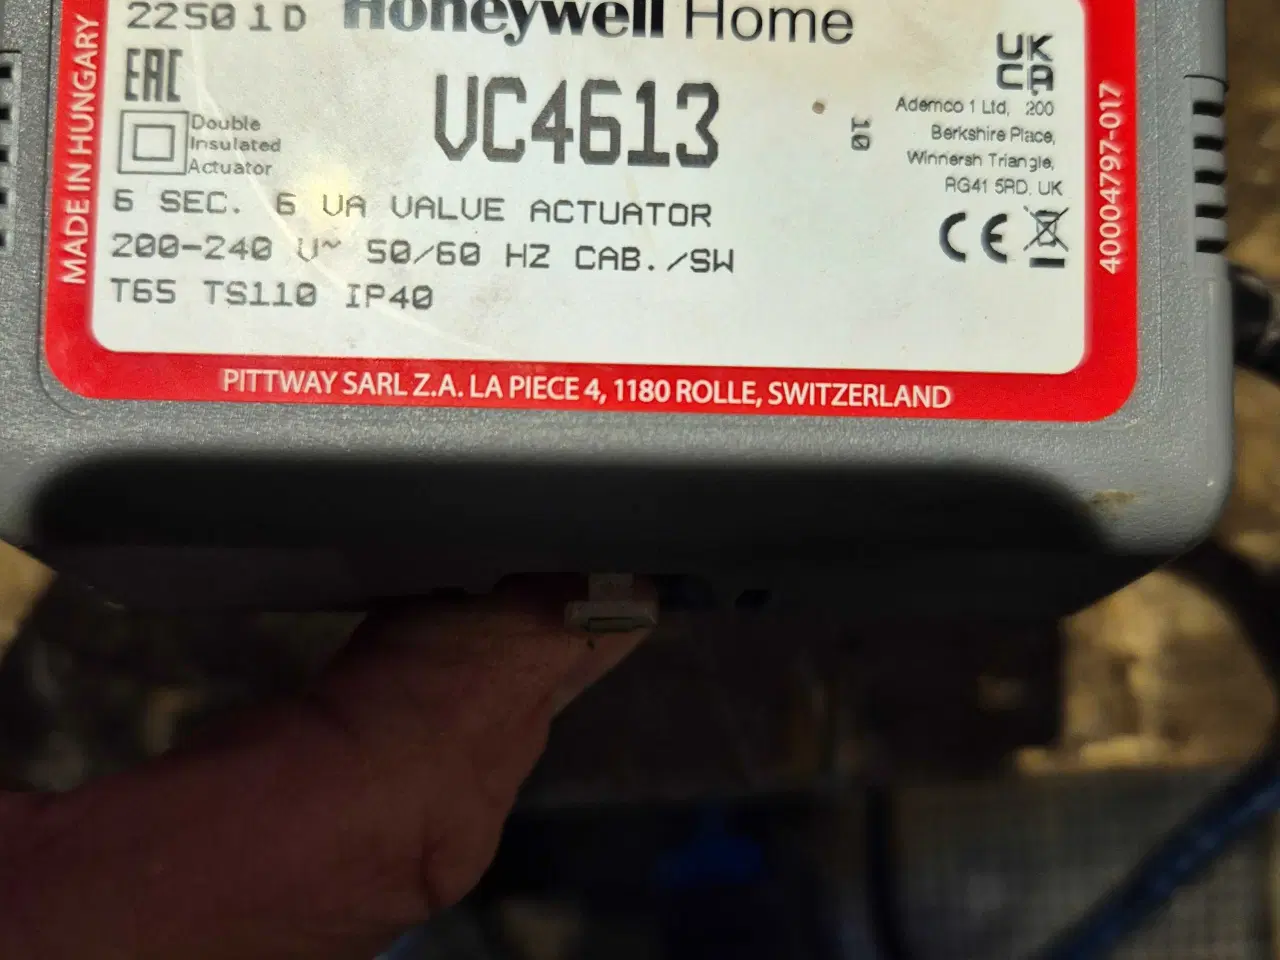 22501D
Honeywell Home
EAC
UK
CA
VC4613
Double
Insulated
Actuator
10
Ademco 1 Ltd, 200
Berkshire Place,
Winnersh Triangle,
RG41 5RD. UK
6 SEC. 6 VA VALVE ACTUATOR
200-240 V~ 50/60 HZ CAB./SW
T65 TS110 IP40
CE
MADE IN HUNGARY
40004797-017
PITTWAY SARL Z.A. LA PIECE 4, 1180 ROLLE, SWITZERLAND